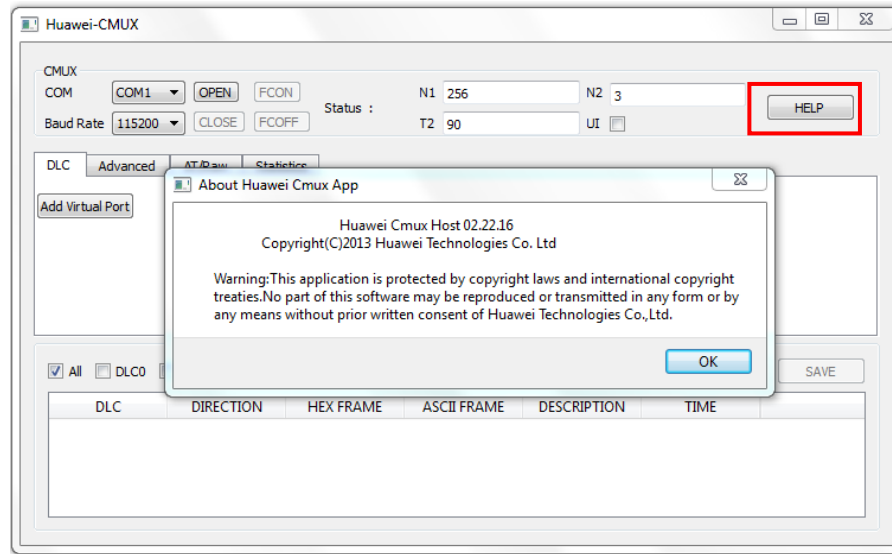 Huawei-CMUX
CMUX
COM COM1 OPEN FCON Status : N1 256 N2 3 HELP
Baud Rate 115200 CLOSE FCOFF T2 90 UI
DLC Advanced AT/Raw Statistics
Add Virtual Port
About Huawei Cmux App
Huawei Cmux Host 02.22.16
Copyright(C)2013 Huawei Technologies Co. Ltd
Warning:This application is protected by copyright laws and international copyright
treaties.No part of this software may be reproduced or transmitted in any form or by
any means without prior written consent of Huawei Technologies Co.,Ltd.
OK
All DLC0 SAVE
DLC DIRECTION HEX FRAME ASCII FRAME DESCRIPTION TIME